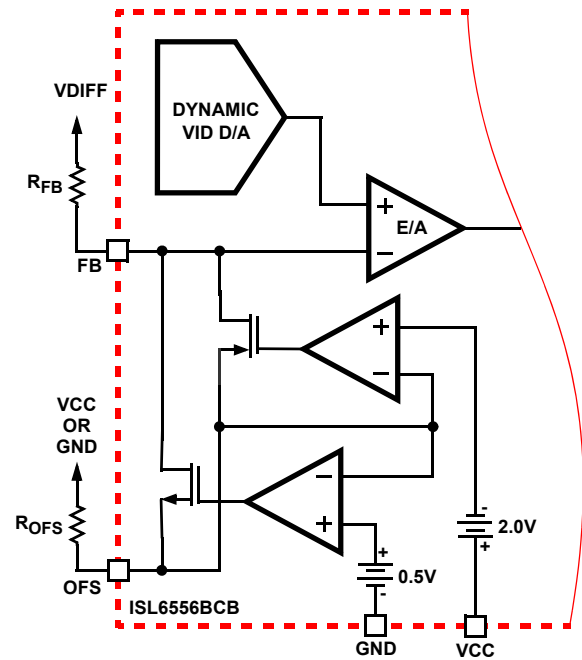 VDIFF
DYNAMIC
VID D/A
RFB
+
E/A
−
FB
+
−
VCC
OR
GND
−
+
ROFS
-
2.0V
+
+
0.5V
-
OFS
ISL6556BCB
GND
VCC